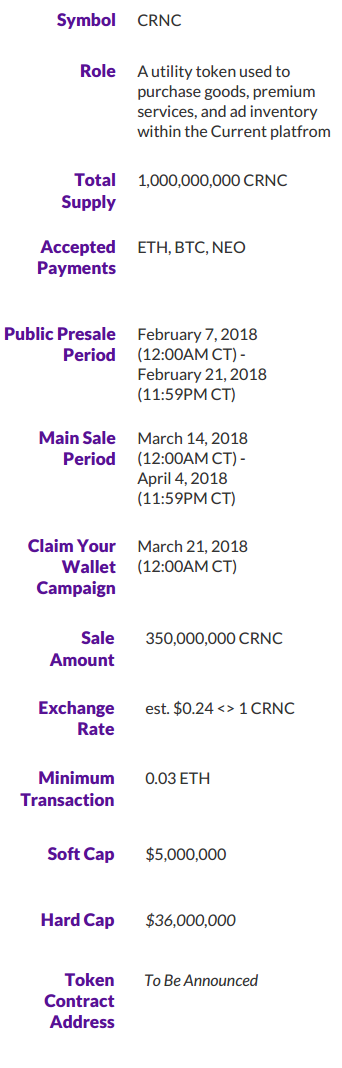 Symbol CRNC
Role A utility token used to
purchase goods, premium
services, and ad inventory
within the Current platfrom
Total 1,000,000,000 CRNC
Supply
Accepted ETH, BTC, NEO
Payments
Public Presale February 7, 2018
Period (12:00AM CT) -
February 21, 2018
(11:59PM CT)
Main Sale March 14, 2018
Period (12:00AM CT) -
April 4, 2018
(11:59PM CT)
Claim Your March 21, 2018
Wallet (12:00AM CT)
Campaign
Sale 350,000,000 CRNC
Amount
Exchange est. $0.24 <> 1 CRNC
Rate
Minimum 0.03 ETH
Transaction
Soft Cap $5,000,000
Hard Cap $36,000,000
Token To Be Announced
Contract
Address